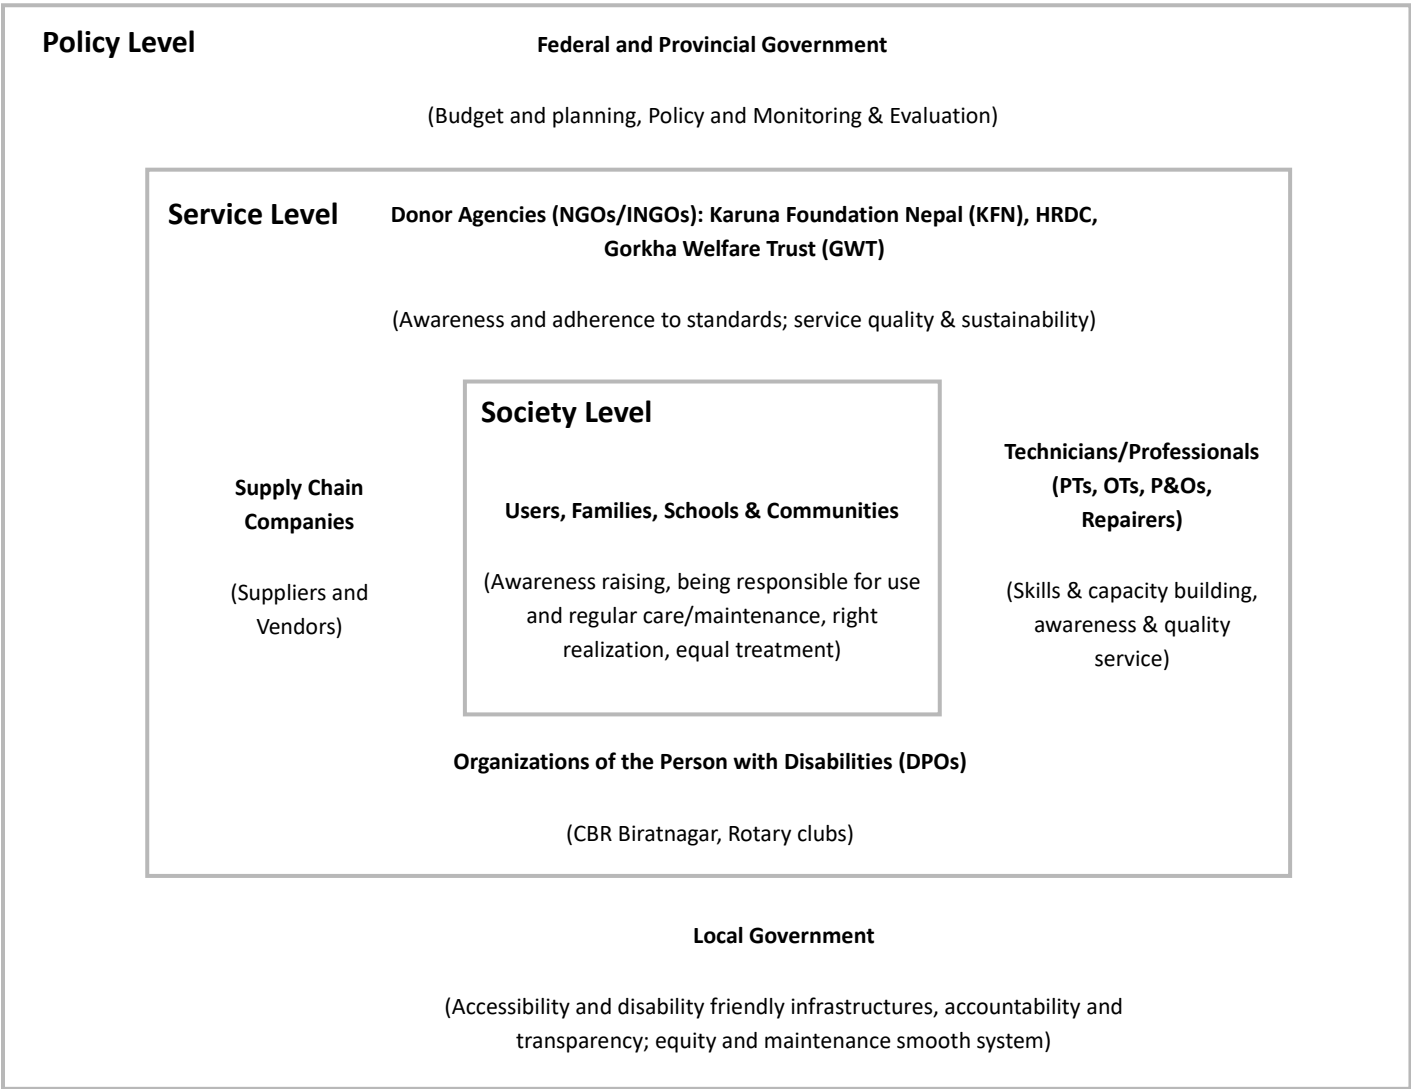 Policy Level
Federal and Provincial Government
(Budget and planning, Policy and Monitoring & Evaluation)
Service Level
Donor Agencies (NGOs/INGOs): Karuna Foundation Nepal (KFN), HRDC,
Gorkha Welfare Trust (GWT)
(Awareness and adherence to standards; service quality & sustainability)
Supply Chain
Companies
(Suppliers and
Vendors)
Society Level
Users, Families, Schools & Communities
(Awareness raising, being responsible for use
and regular care/maintenance, right
realization, equal treatment)
Technicians/Professionals
(PTs, OTs, P&Os,
Repairers)
(Skills & capacity building,
awareness & quality
service)
Organizations of the Person with Disabilities (DPOs)
(CBR Biratnagar, Rotary clubs)
Local Government
(Accessibility and disability friendly infrastructures, accountability and
transparency; equity and maintenance smooth system)